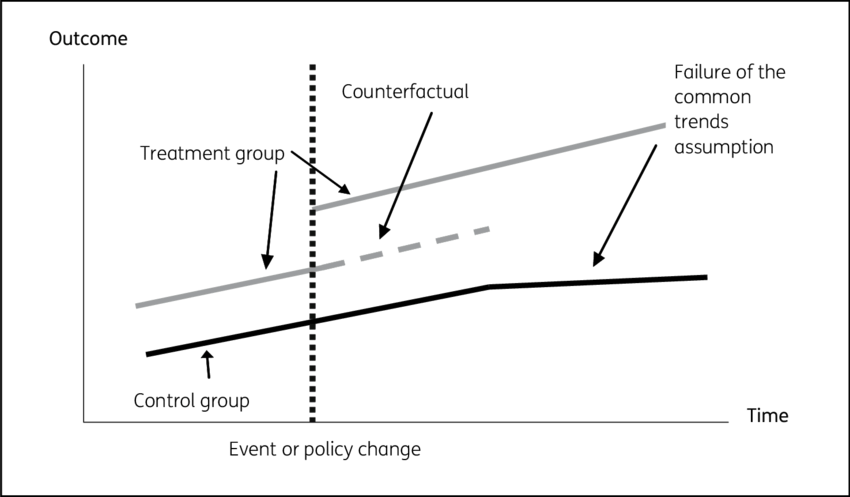 Outcome
Failure of the
common
trends
assumption
Counterfactual
Treatment group
Control group
Time
Event or policy change